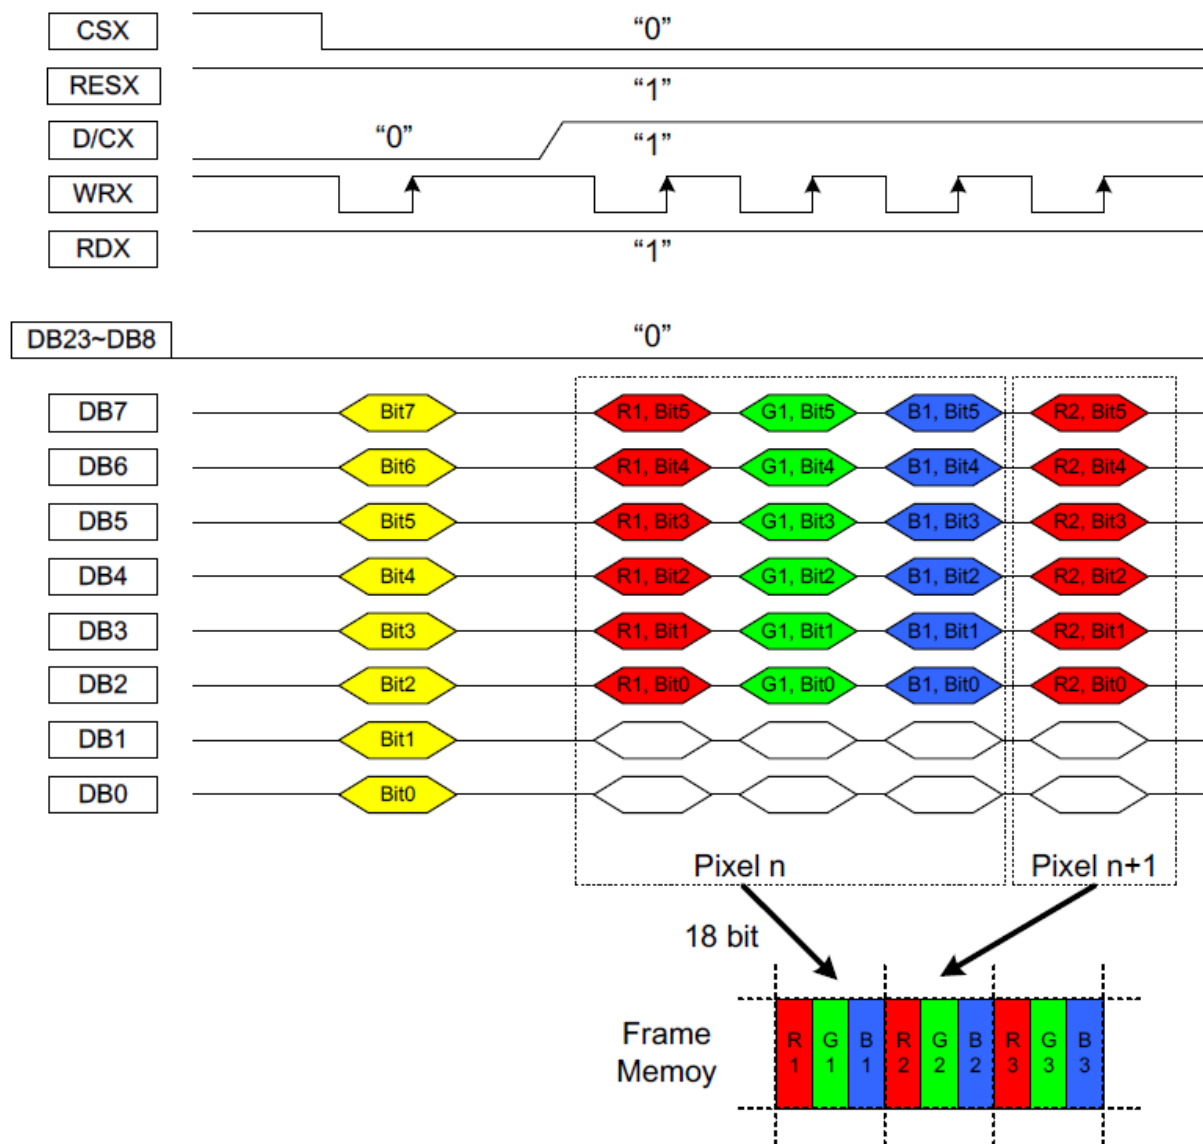 CSX “0”
RESX “1”
D/CX “0” “1”
WRX
RDX “1”
DB23~DB8 “0”
DB7 Bit7 R1, Bit5 G1, Bit5 B1, Bit5 R2, Bit5
DB6 Bit6 R1, Bit4 G1, Bit4 B1, Bit4 R2, Bit4
DB5 Bit5 R1, Bit3 G1, Bit3 B1, Bit3 R2, Bit3
DB4 Bit4 R1, Bit2 G1, Bit2 B1, Bit2 R2, Bit2
DB3 Bit3 R1, Bit1 G1, Bit1 B1, Bit1 R2, Bit1
DB2 Bit2 R1, Bit0 G1, Bit0 B1, Bit0 R2, Bit0
DB1 Bit1
DB0 Bit0
Pixel n Pixel n+1
18 bit
Frame
Memoy
R G B R G B R G B
1 1 1 2 2 2 3 3 3